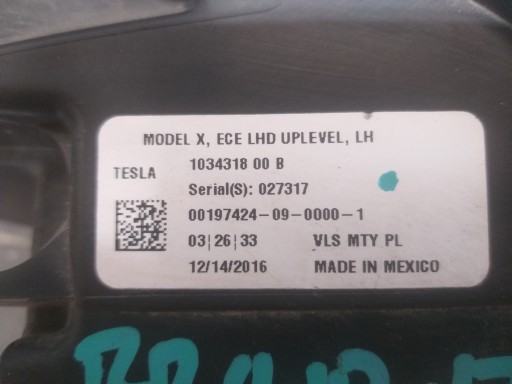 MODEL X, ECE LHD UPLEVEL, LH
TESLA 1034318 00 B
Serial(S): 027317
00197424-09-0000-1
03|26|33 VLS MTY PL
12/14/2016 MADE IN MEXICO